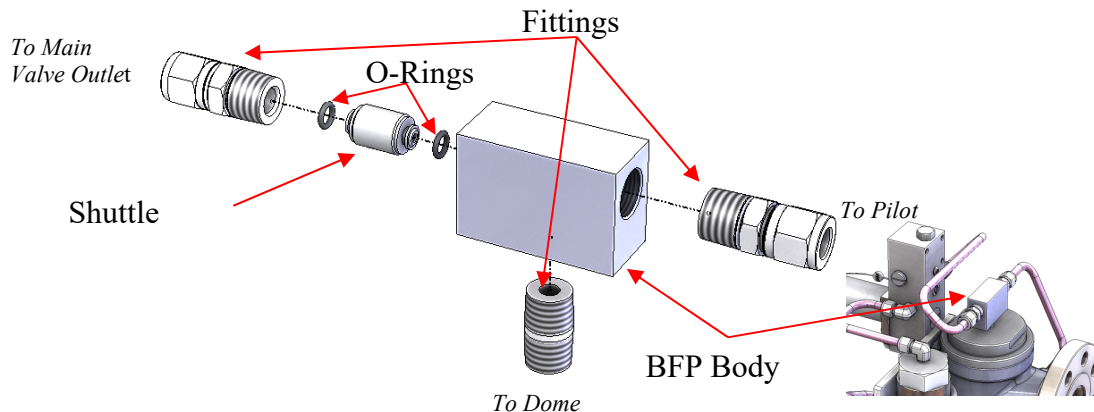 Fittings
To Main
Valve Outlet
O-Rings
Shuttle
To Pilot
BFP Body
To Dome